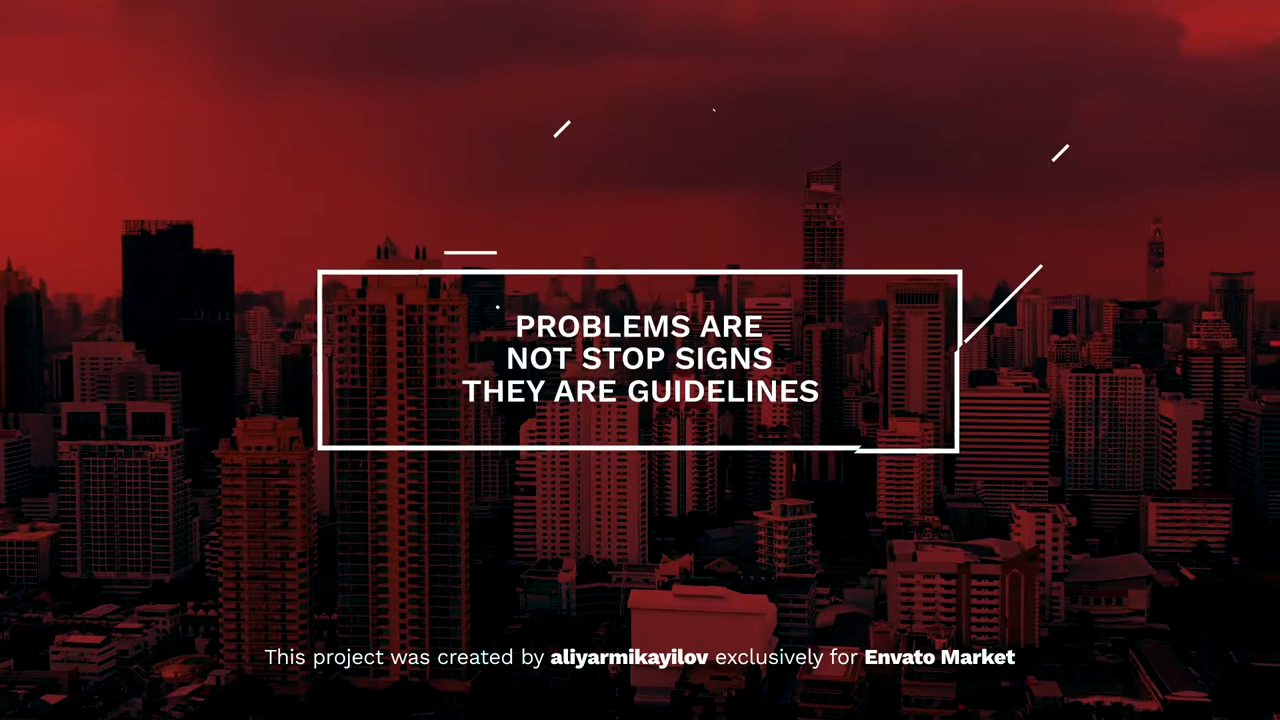 PROBLEMS ARE
NOT STOP SIGNS
THEY ARE GUIDELINES
This project was created by aliyarmikayilov exclusively for Envato Market